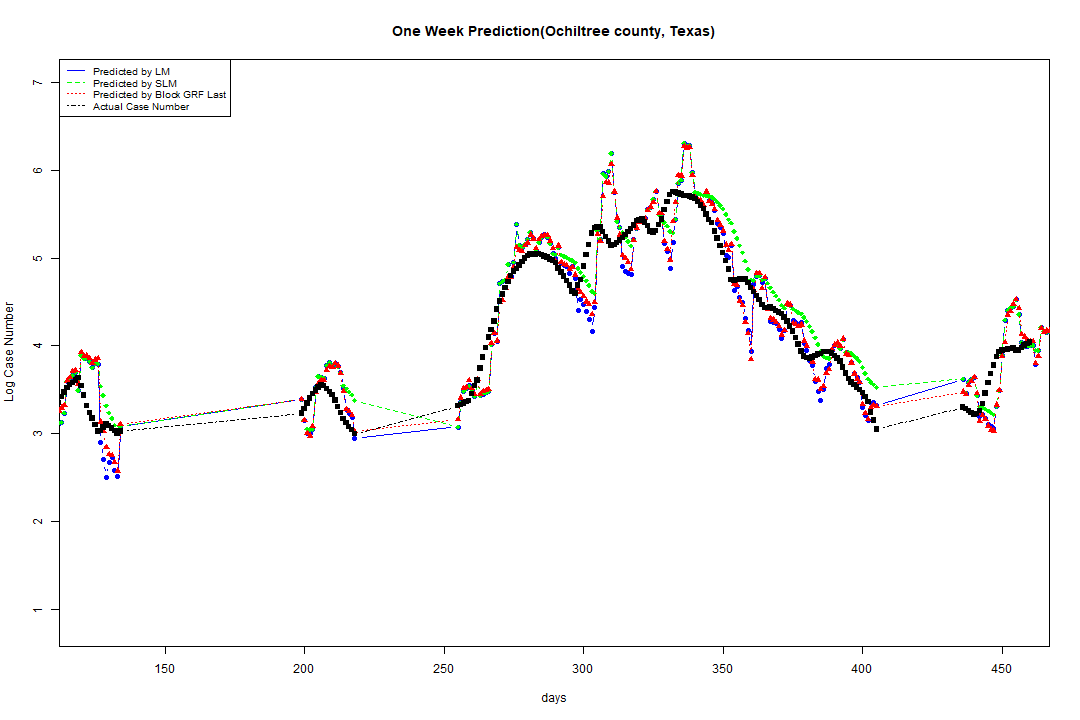 One Week Prediction(Ochiltree county, Texas)
Predicted by LM
Predicted by SLM
Predicted by Block GRF Last
Actual Case Number
Log Case Number
7
6
5
4
3
2
1
150 200 250 300 350 400 450
days